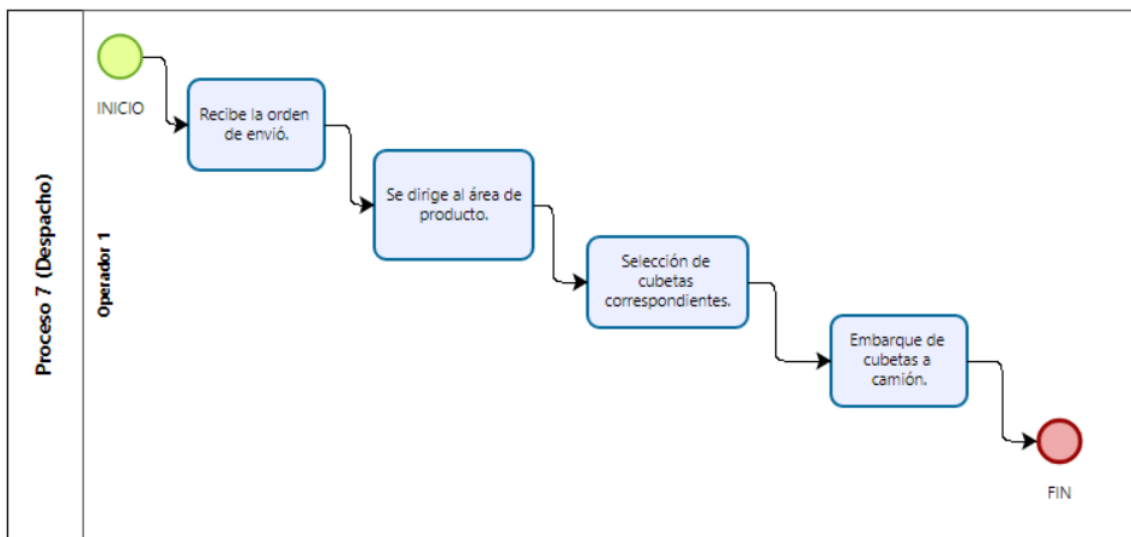 Proceso 7 (Despacho)
Operador 1
INICIO
Recibe la orden
de envió.
Se dirige al área de
producto.
Selección de
cubetas
correspondientes.
Embarque de
cubetas a
camión.
FIN